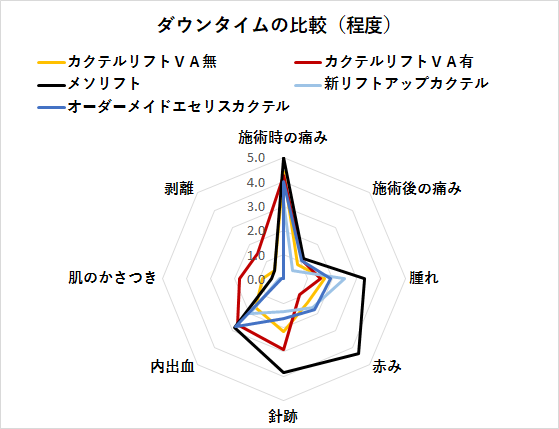 ダウンタイムの比較（程度）
カクテルリフトＶＡ無 カクテルリフトＶＡ有
メソリフト 新リフトアップカクテル
オーダーメイドエセリスカクテル
施術時の痛み
5.0
剥離 4.0 施術後の痛み
3.0
2.0
1.0
肌のかさつき 0.0 腫れ
内出血 赤み
針跡